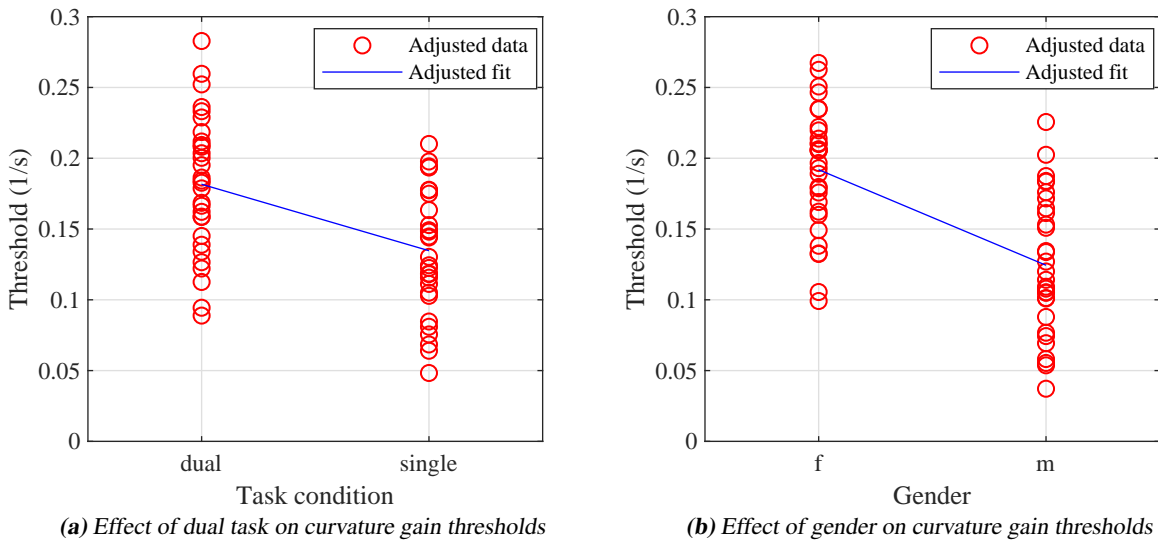 0.3
0.25
0.2
0.15
0.1
0.05
0
Threshold (1/s)
Adjusted data
Adjusted fit
dual
single
Task condition
(a) Effect of dual task on curvature gain thresholds
0.3
0.25
0.2
0.15
0.1
0.05
0
Threshold (1/s)
Adjusted data
Adjusted fit
f
m
Gender
(b) Effect of gender on curvature gain thresholds